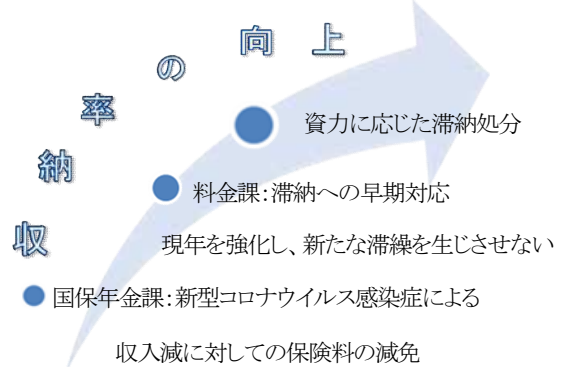 収納率の向上
資力に応じた滞納処分
料金課:滞納への早期対応
現年を強化し、新たな滞繰を生じさせない
国保年金課:新型コロナウイルス感染症による
収入減に対しての保険料の減免